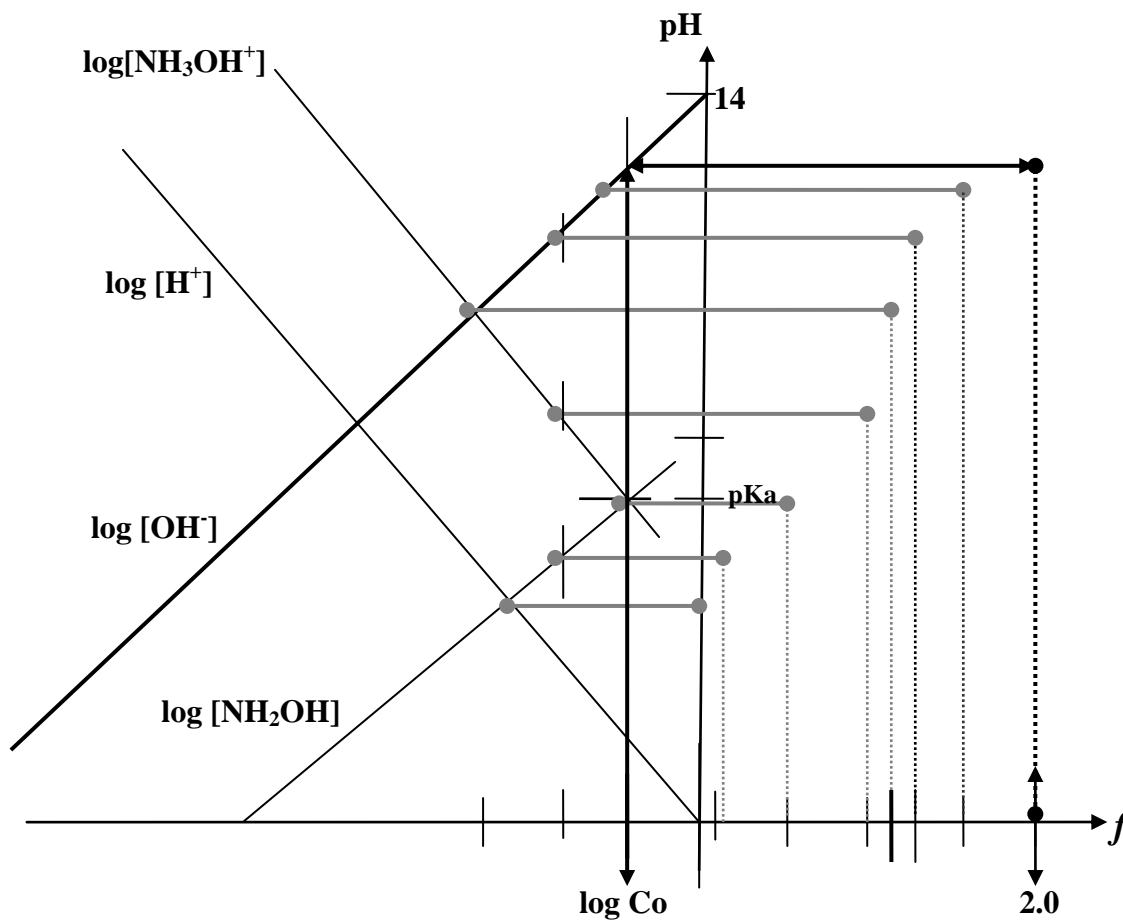 pH
log[NH₃OH⁺]
14
log [H⁺]
pKa
log [OH⁻]
log [NH₂OH]
f
log Co
2.0